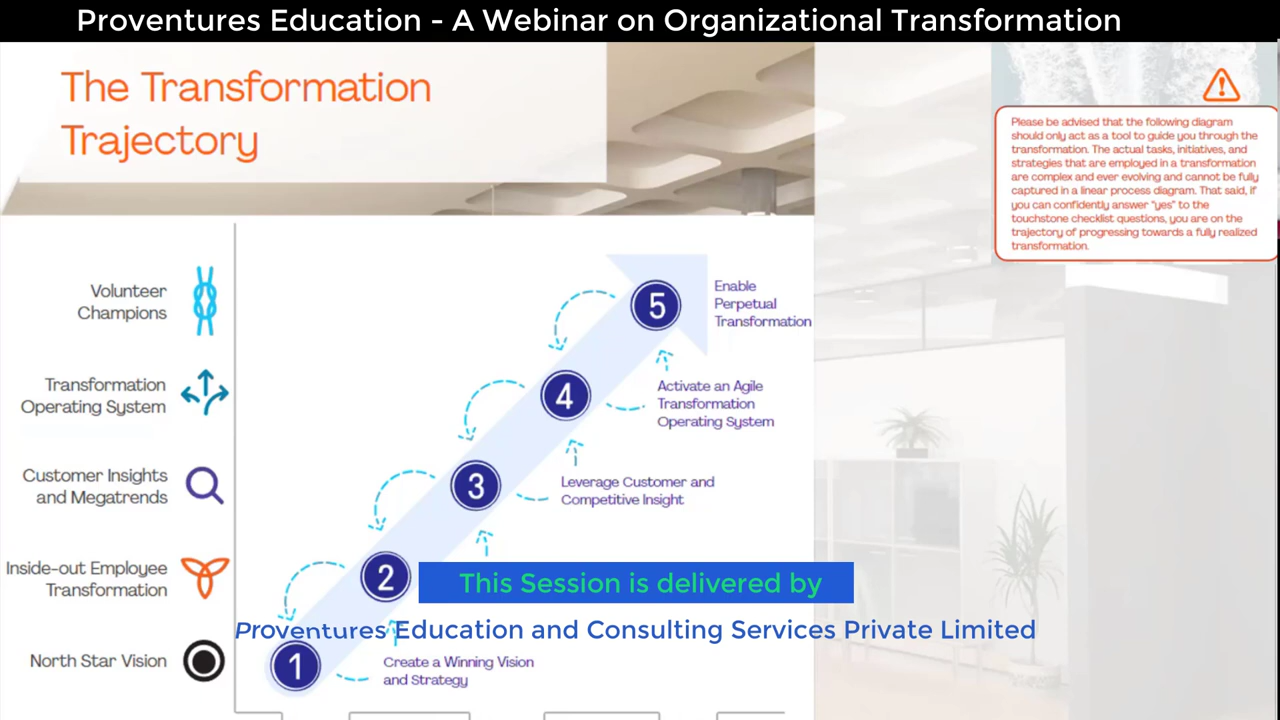 Proventures Education - A Webinar on Organizational Transformation
The Transformation
Trajectory
Please be advised that the following diagram
should only act as a tool to guide you through the
transformation. The actual tasks, initiatives, and
strategies that are employed in a transformation
are complex and ever evolving and cannot be fully
captured in a linear process diagram. That said, if
you can confidently answer “yes” to the
touchstone checklist questions, you are on the
trajectory of progressing towards a fully realized
transformation.
Volunteer
Champions
5
Enable
Perpetual
Transformation
Transformation
Operating System
4
Activate an Agile
Transformation
Operating System
Customer Insights
and Megatrends
3
Leverage Customer and
Competitive Insight
Inside-out Employee
Transformation
2
This Session is delivered by
Proventures Education and Consulting Services Private Limited
North Star Vision
1
Create a Winning Vision
and Strategy